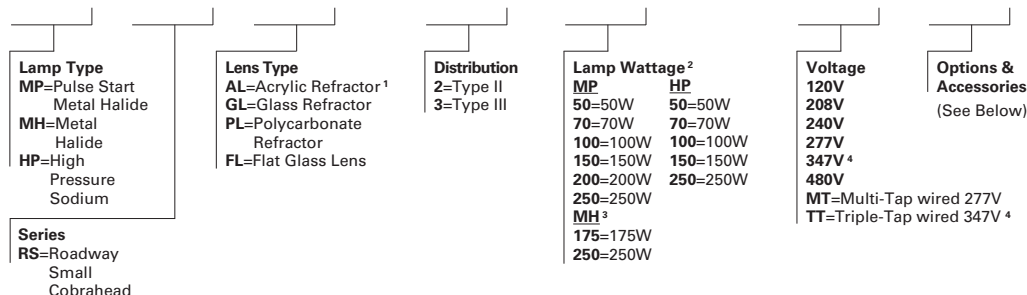 Lamp Type
MP=Pulse Start
Metal Halide
MH=Metal
Halide
HP=High
Pressure
Sodium
Series
RS=Roadway
Small
Cobrahead
Lens Type
AL=Acrylic Refractor ¹
GL=Glass Refractor
PL=Polycarbonate
Refractor
FL=Flat Glass Lens
Distribution
2=Type II
3=Type III
Lamp Wattage ²
MP HP
50=50W 50=50W
70=70W 70=70W
100=100W 100=100W
150=150W 150=150W
200=200W 250=250W
250=250W
MH ³
175=175W
250=250W
Voltage
120V
208V
240V
277V
347V ⁴
480V
MT=Multi-Tap wired 277V
TT=Triple-Tap wired 347V ⁴
Options &
Accessories
(See Below)